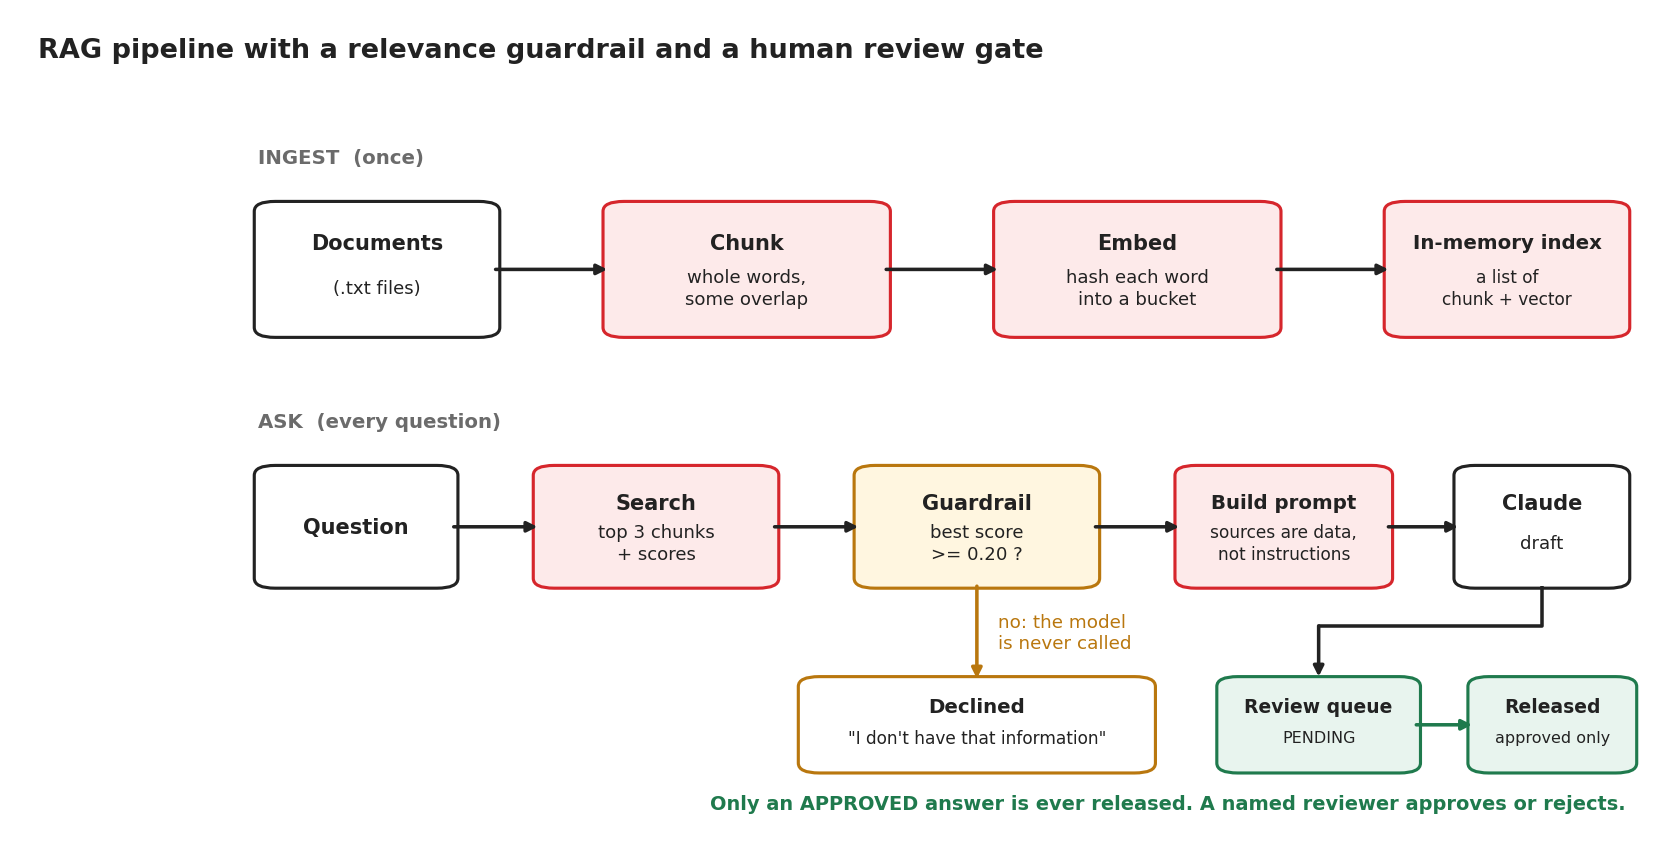 RAG pipeline with a relevance guardrail and a human review gate
INGEST  (once)
Documents
(.txt files)
Chunk
whole words,
some overlap
Embed
hash each word
into a bucket
In-memory index
a list of
chunk + vector
ASK  (every question)
Question
Search
top 3 chunks
+ scores
Guardrail
best score
>= 0.20 ?
Build prompt
sources are data,
not instructions
Claude
draft
no: the model
is never called
Declined
"I don't have that information"
Review queue
PENDING
Released
approved only
Only an APPROVED answer is ever released. A named reviewer approves or rejects.